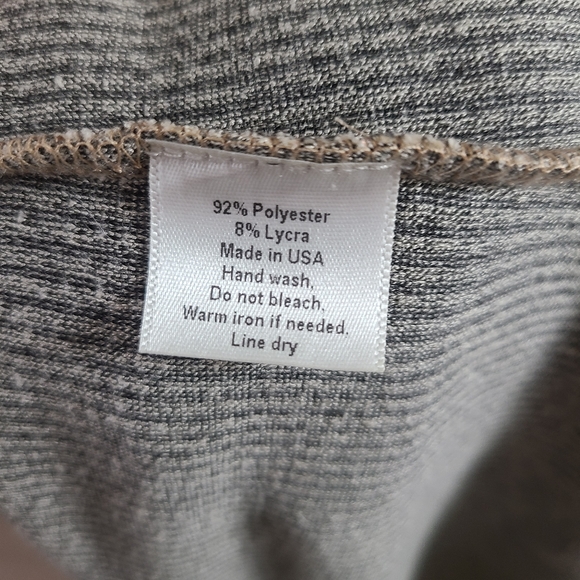 92% Polyester
8% Lycra
Made in USA
Hand wash,
Do not bleach,
Warm iron if needed.
Line dry